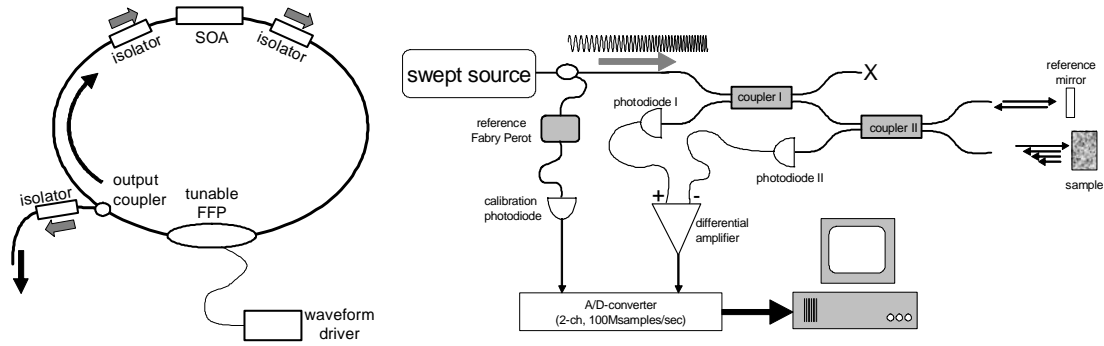 isolator
SOA
isolator
isolator
output
coupler
tunable
FFP
waveform
driver
swept source
X
reference
mirror
coupler I
photodiode I
reference
Fabry Perot
coupler II
photodiode II
sample
calibration
photodiode
+ -
differential
amplifier
A/D-converter
(2-ch, 100Msamples/sec)